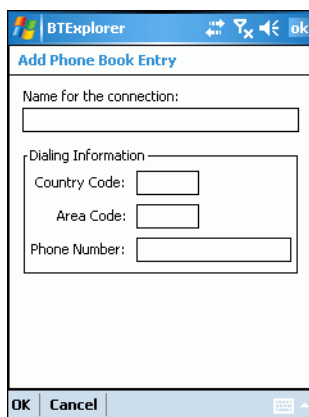 BTExplorer ok
Add Phone Book Entry
Name for the connection:
Dialing Information
Country Code:
Area Code:
Phone Number:
OK Cancel